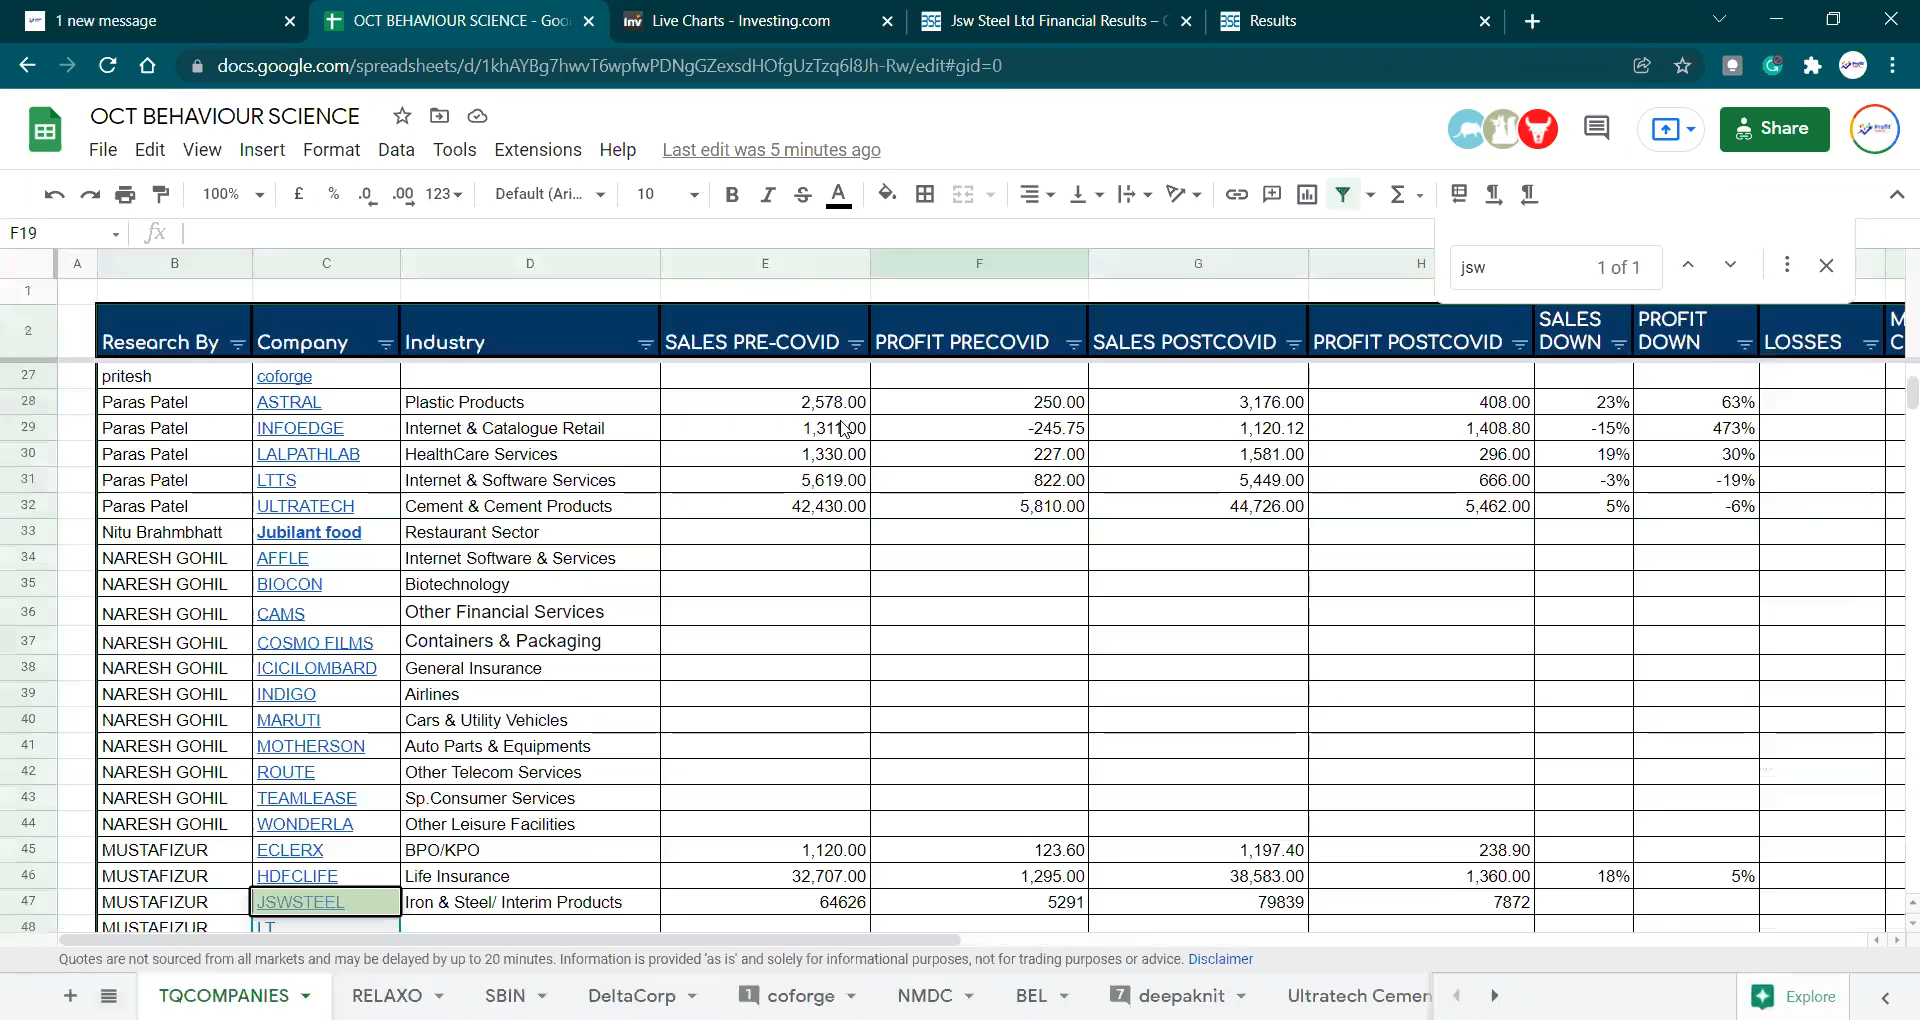 1 new message
OCT BEHAVIOUR SCIENCE - Goo
Live Charts - Investing.com
Jsw Steel Ltd Financial Results –
Results
docs.google.com/spreadsheets/d/1khAYBg7hwvT6wpfwPDNgGZexsdHOfgUzTzq6l8Jh-Rw/edit#gid=0
OCT BEHAVIOUR SCIENCE
Share
File Edit View Insert Format Data Tools Extensions Help Last edit was 5 minutes ago
100% £ % .0 .00 123 Default (Ari... 10 B I S A Σ
F19 fx
jsw 1 of 1
A B C D E F G H
1
2 Research By Company Industry SALES PRE-COVID PROFIT PRECOVID SALES POSTCOVID PROFIT POSTCOVID SALES DOWN PROFIT DOWN LOSSES M C
27 pritesh coforge
28 Paras Patel ASTRAL Plastic Products 2,578.00 250.00 3,176.00 408.00 23% 63%
29 Paras Patel INFOEDGE Internet & Catalogue Retail 1,311.00 -245.75 1,120.12 1,408.80 -15% 473%
30 Paras Patel LALPATHLAB HealthCare Services 1,330.00 227.00 1,581.00 296.00 19% 30%
31 Paras Patel LTTS Internet & Software Services 5,619.00 822.00 5,449.00 666.00 -3% -19%
32 Paras Patel ULTRATECH Cement & Cement Products 42,430.00 5,810.00 44,726.00 5,462.00 5% -6%
33 Nitu Brahmbhatt Jubilant food Restaurant Sector
34 NARESH GOHIL AFFLE Internet Software & Services
35 NARESH GOHIL BIOCON Biotechnology
36 NARESH GOHIL CAMS Other Financial Services
37 NARESH GOHIL COSMO FILMS Containers & Packaging
38 NARESH GOHIL ICICILOMBARD General Insurance
39 NARESH GOHIL INDIGO Airlines
40 NARESH GOHIL MARUTI Cars & Utility Vehicles
41 NARESH GOHIL MOTHERSON Auto Parts & Equipments
42 NARESH GOHIL ROUTE Other Telecom Services
43 NARESH GOHIL TEAMLEASE Sp.Consumer Services
44 NARESH GOHIL WONDERLA Other Leisure Facilities
45 MUSTAFIZUR ECLERX BPO/KPO 1,120.00 123.60 1,197.40 238.90
46 MUSTAFIZUR HDFCLIFE Life Insurance 32,707.00 1,295.00 38,583.00 1,360.00 18% 5%
47 MUSTAFIZUR JSWSTEEL Iron & Steel/ Interim Products 64626 5291 79839 7872
48 MUSTAFIZUR LT
Quotes are not sourced from all markets and may be delayed by up to 20 minutes. Information is provided 'as is' and solely for informational purposes, not for trading purposes or advice. Disclaimer
TQCOMPANIES RELAXO SBIN DeltaCorp 1 coforge NMDC BEL 7 deepaknit Ultratech Cemen Explore